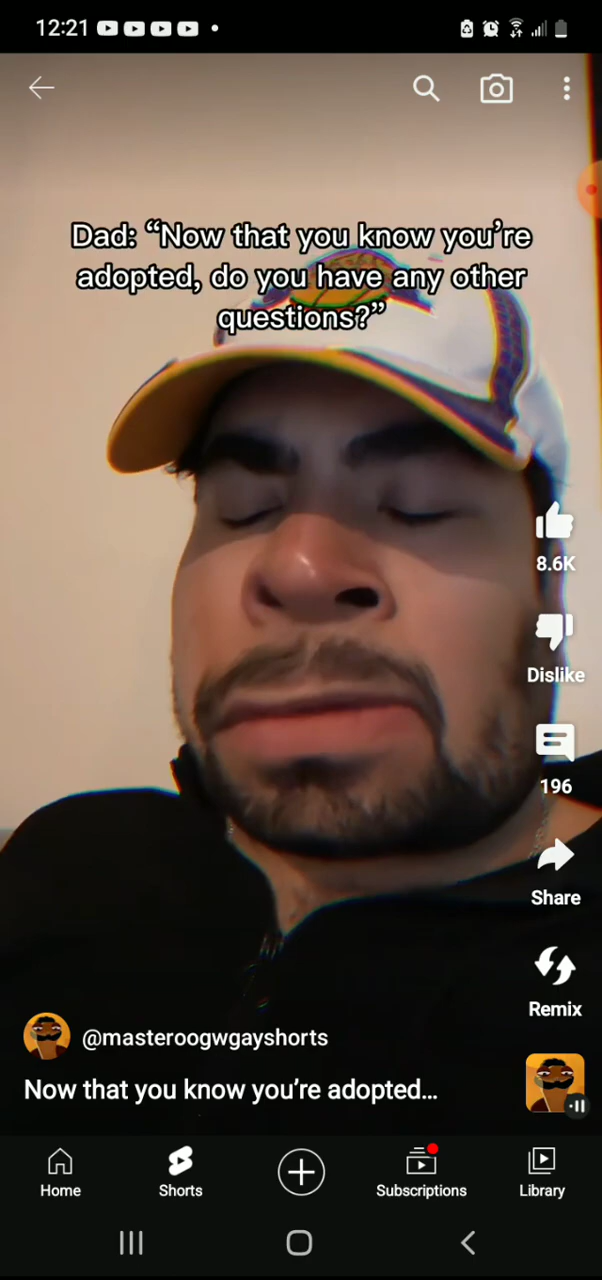 12:21
Dad: “Now that you know you’re
adopted, do you have any other
questions?”
8.6K
Dislike
196
Share
Remix
@masteroogwgayshorts
Now that you know you’re adopted…
Home
Shorts
Subscriptions
Library